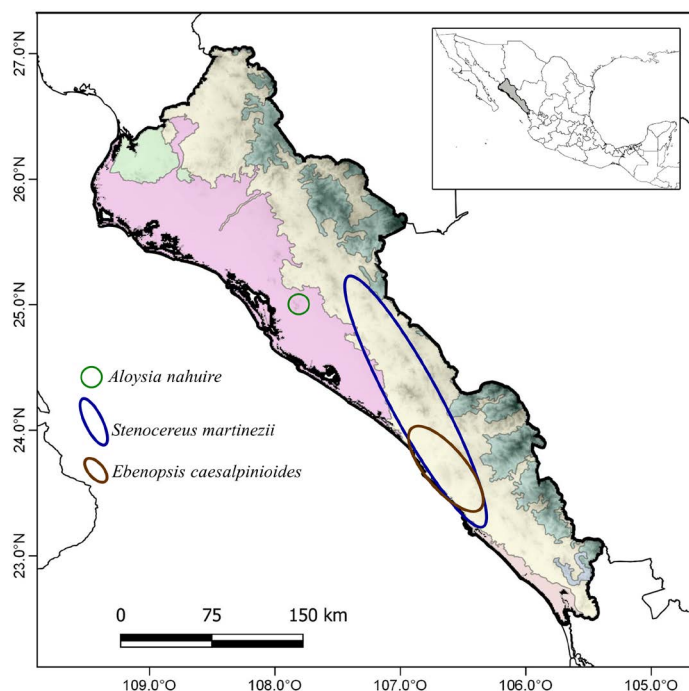 27.0°N
26.0°N
25.0°N
24.0°N
23.0°N
Aloysia nahuire
Stenocereus martinezii
Ebenopsis caesalpinioides
0 75 150 km
109.0°O 108.0°O 107.0°O 106.0°O 105.0°O